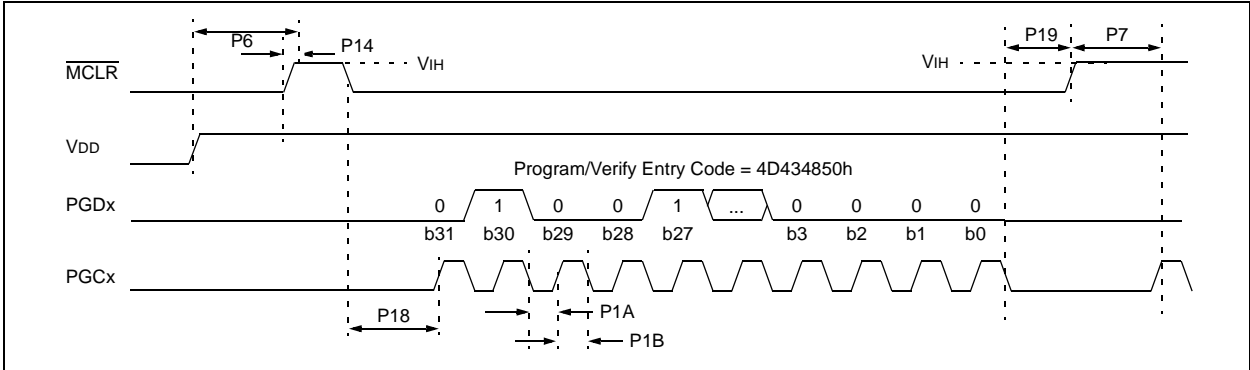 P6
P14
P19
P7
MCLR
VIH
VIH
VDD
Program/Verify Entry Code = 4D434850h
PGDx
0 1 0 0 1 ... 0 0 0 0
b31 b30 b29 b28 b27 b3 b2 b1 b0
PGCx
P18
P1A
P1B